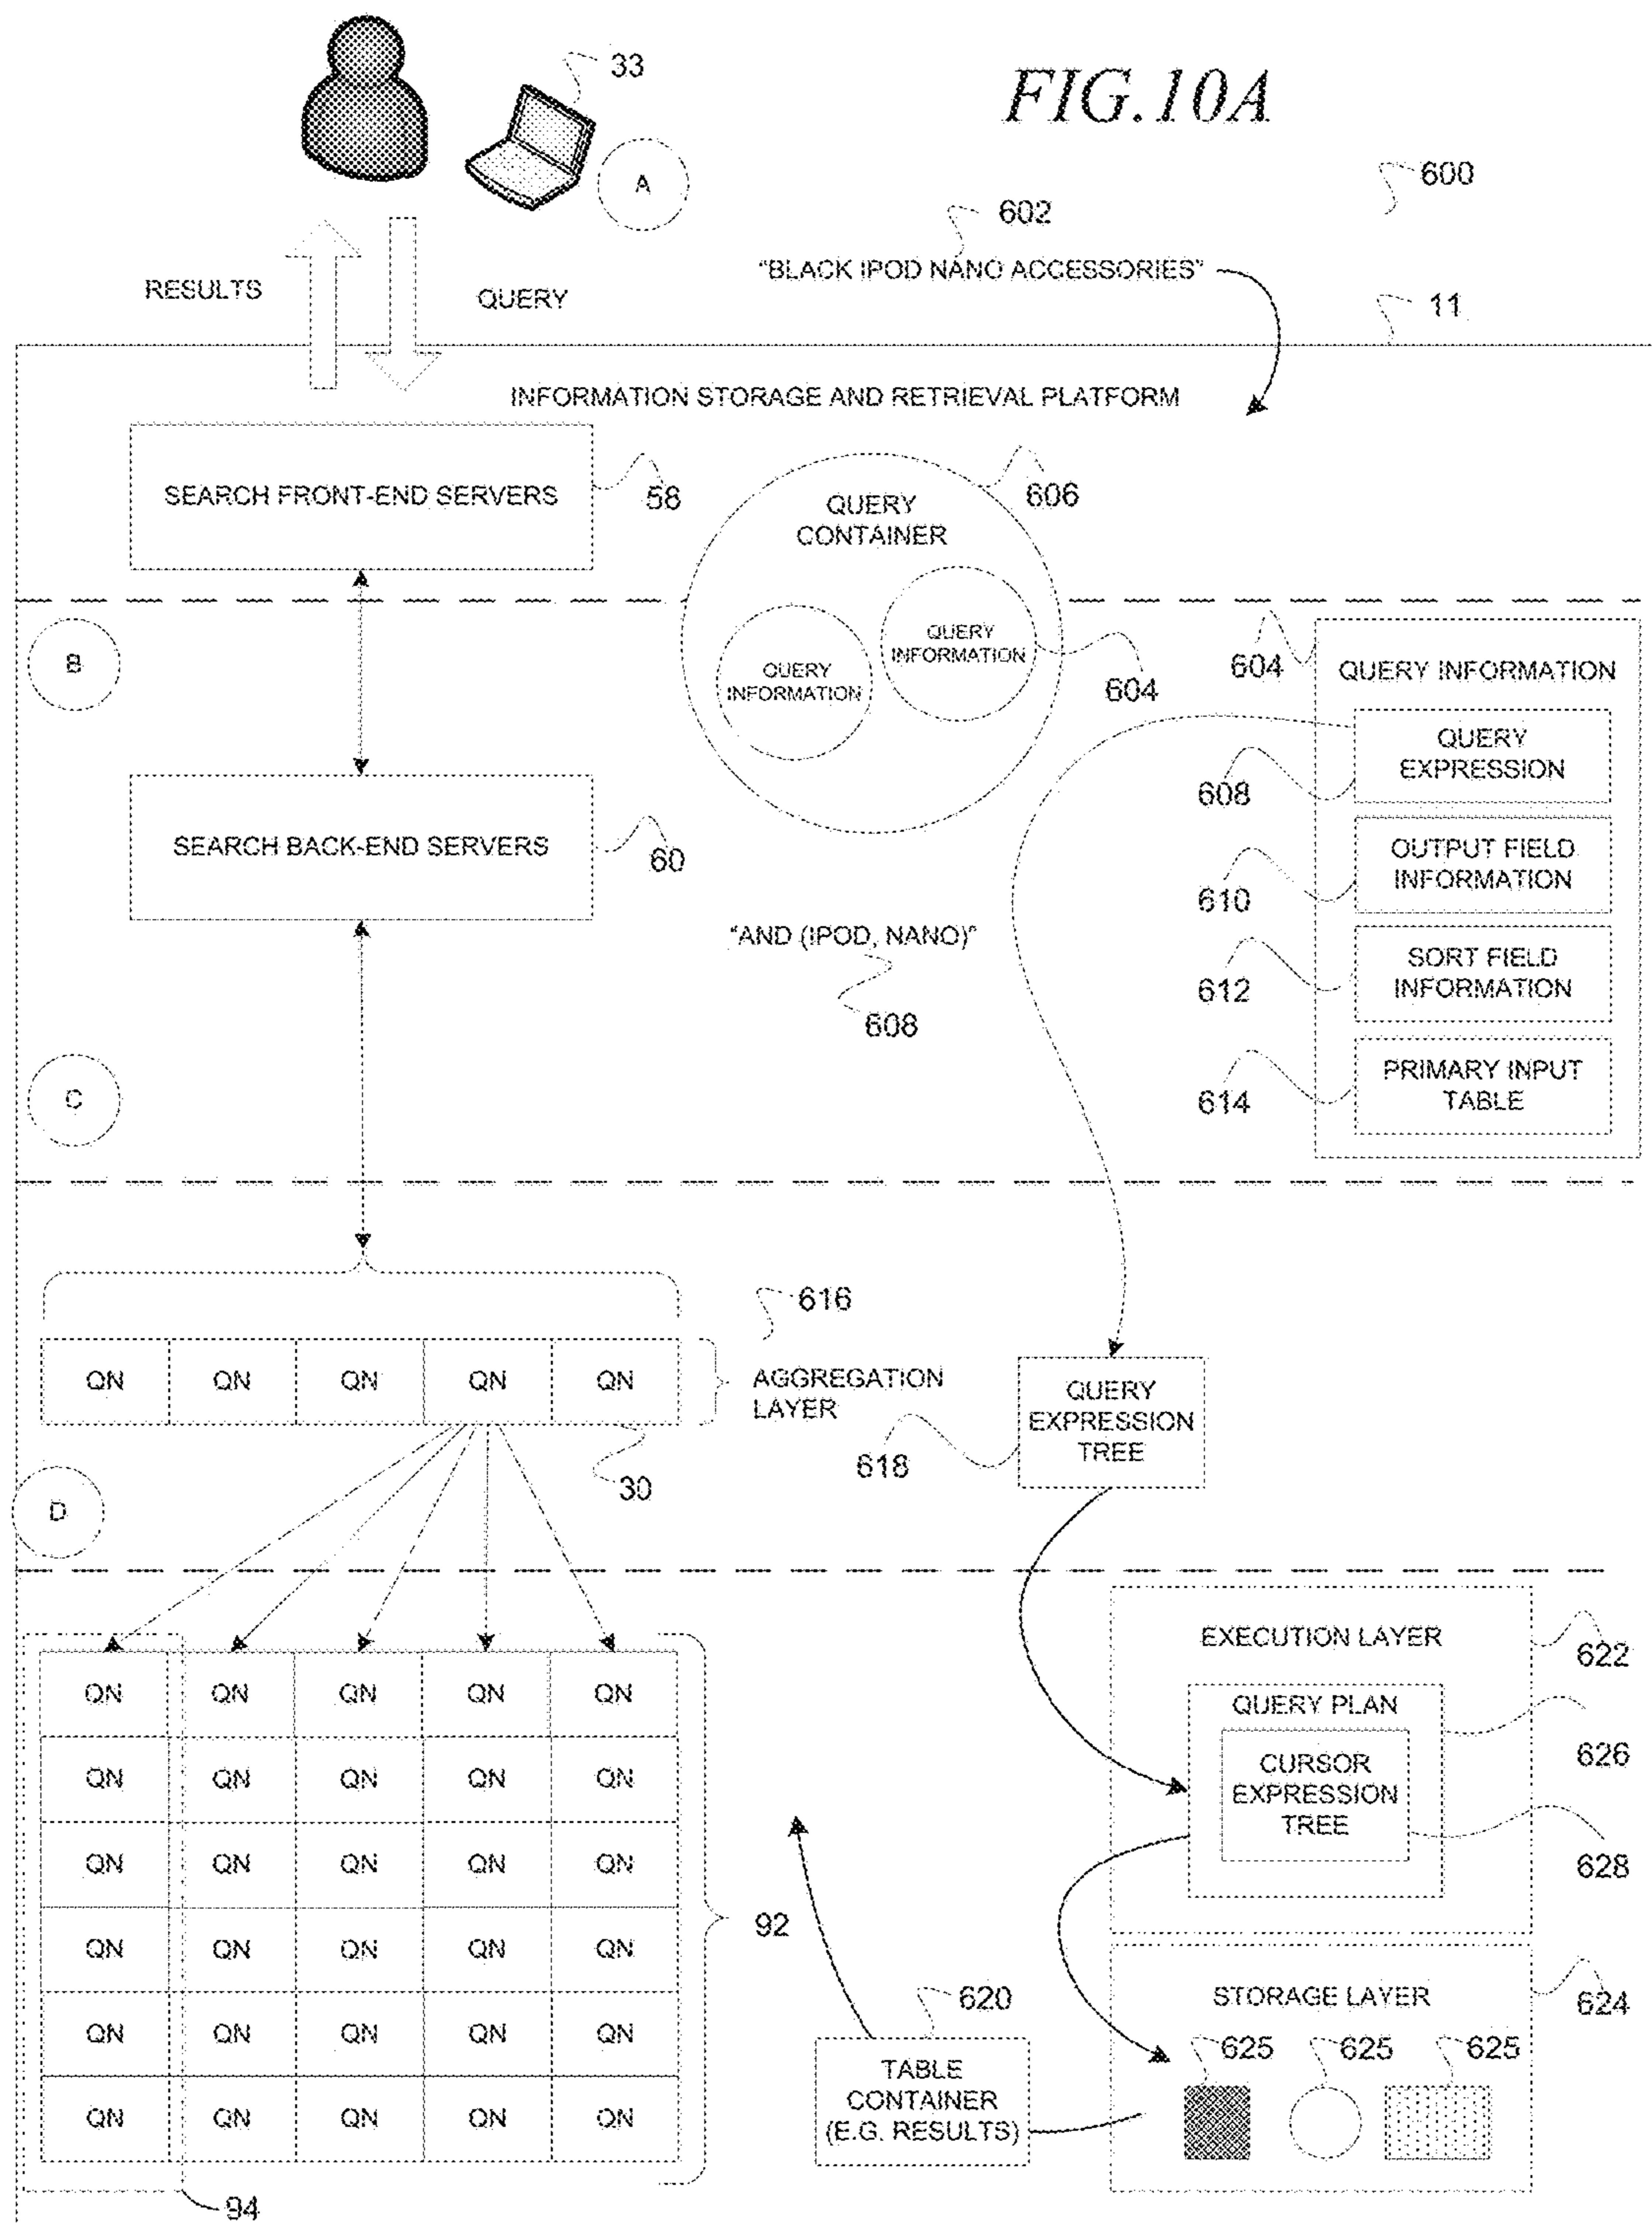 FIG.10A
33
A
600
602
"BLACK IPOD NANO ACCESSORIES"
11
RESULTS
QUERY
INFORMATION STORAGE AND RETRIEVAL PLATFORM
SEARCH FRONT-END SERVERS
58
QUERY
CONTAINER
606
QUERY
INFORMATION
QUERY
INFORMATION
604
B
604
QUERY INFORMATION
QUERY
EXPRESSION
608
OUTPUT FIELD
INFORMATION
610
SORT FIELD
INFORMATION
612
PRIMARY INPUT
TABLE
614
SEARCH BACK-END SERVERS
60
"AND (IPOD, NANO)"
608
C
616
QN QN QN QN QN
AGGREGATION
LAYER
30
QUERY
EXPRESSION
TREE
618
D
QN QN QN QN QN
QN QN QN QN QN
QN QN QN QN QN
QN QN QN QN QN
QN QN QN QN QN
QN QN QN QN QN
92
94
EXECUTION LAYER
622
QUERY PLAN
626
CURSOR
EXPRESSION
TREE
628
STORAGE LAYER
624
625 625 625
620
TABLE
CONTAINER
(E.G. RESULTS)